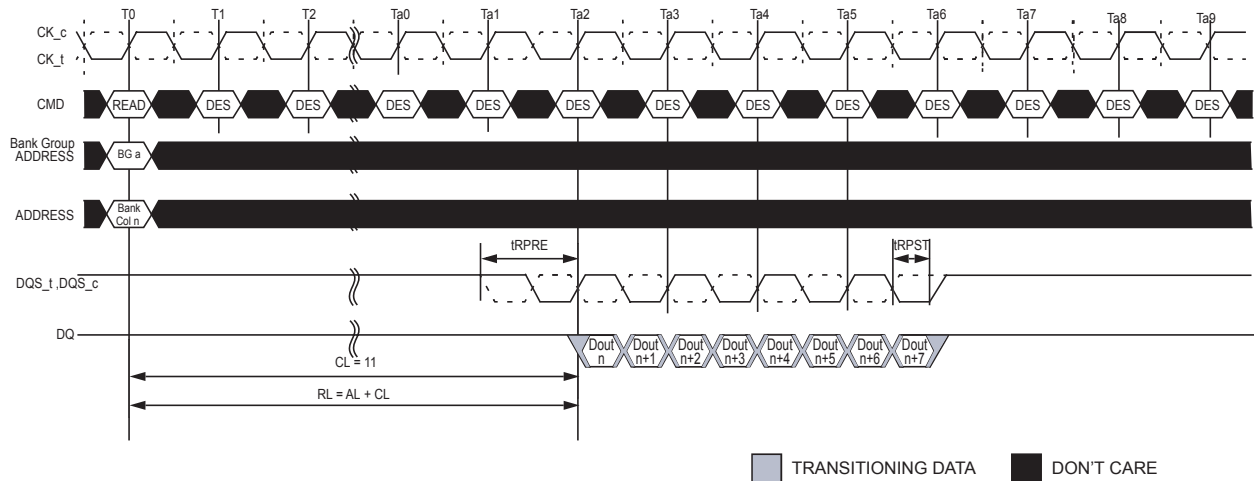 T0 T1 T2 Ta0 Ta1 Ta2 Ta3 Ta4 Ta5 Ta6 Ta7 Ta8 Ta9
CK_c
CK_t
CMD READ DES DES DES DES DES DES DES DES DES DES DES DES
Bank Group
ADDRESS
BG a
ADDRESS
Bank
Col n
tRPRE tRPST
DQS_t ,DQS_c
DQ
Dout n Dout n+1 Dout n+2 Dout n+3 Dout n+4 Dout n+5 Dout n+6 Dout n+7
CL = 11
RL = AL + CL
TRANSITIONING DATA DON'T CARE